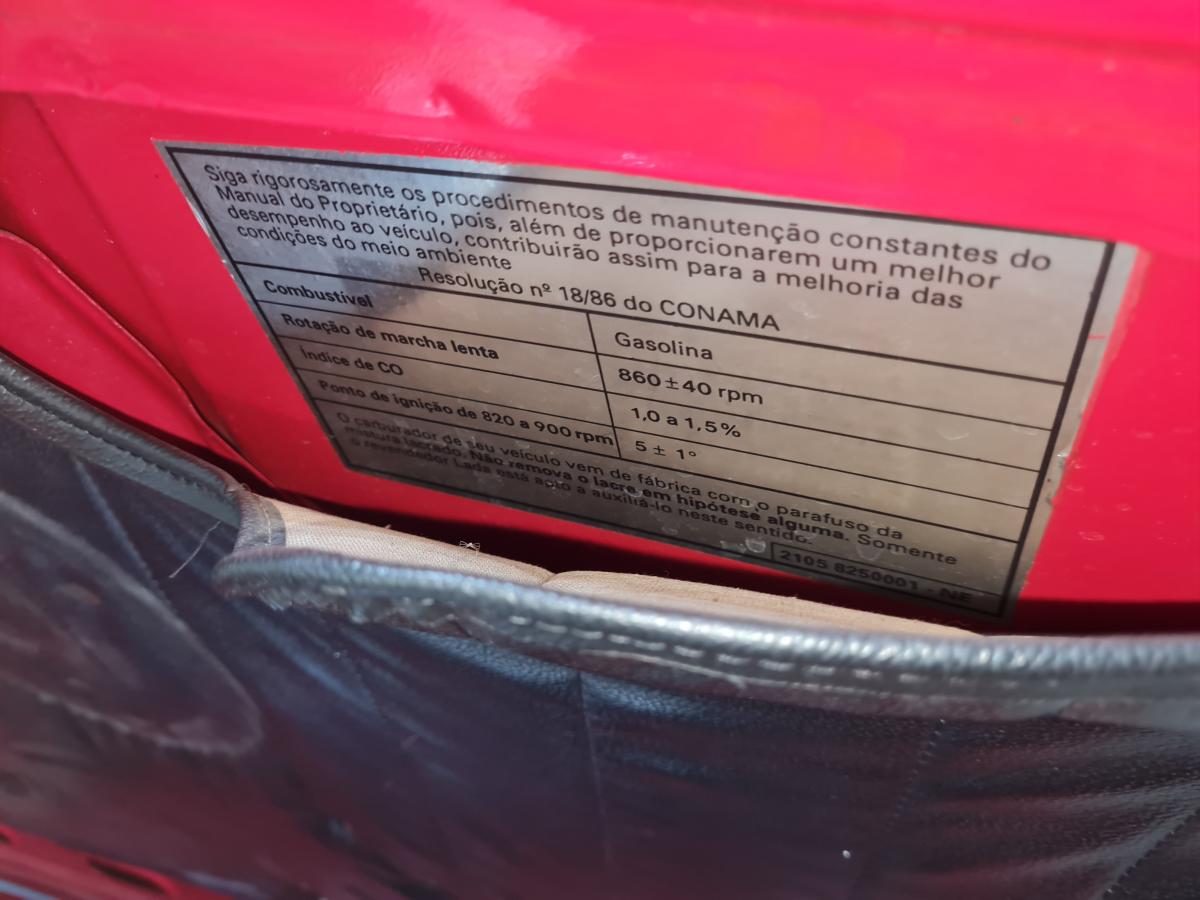 Siga rigorosamente os procedimentos de manutenção constantes do
Manual do Proprietário, pois, além de proporcionarem um melhor
desempenho ao veículo, contribuirão assim para a melhoria das
condições do meio ambiente
Resolução nº 18/86 do CONAMA
Combustível Gasolina
Rotação de marcha lenta 860 ± 40 rpm
Índice de CO 1,0 a 1,5%
Ponto de ignição de 820 a 900 rpm 5 ± 1°
O carburador de seu veículo vem de fábrica com o parafuso da
mistura lacrado. Não remova o lacre em hipótese alguma. Somente
o revendedor Lada está apto a auxiliá-lo neste sentido.
2105 8250001 - NE